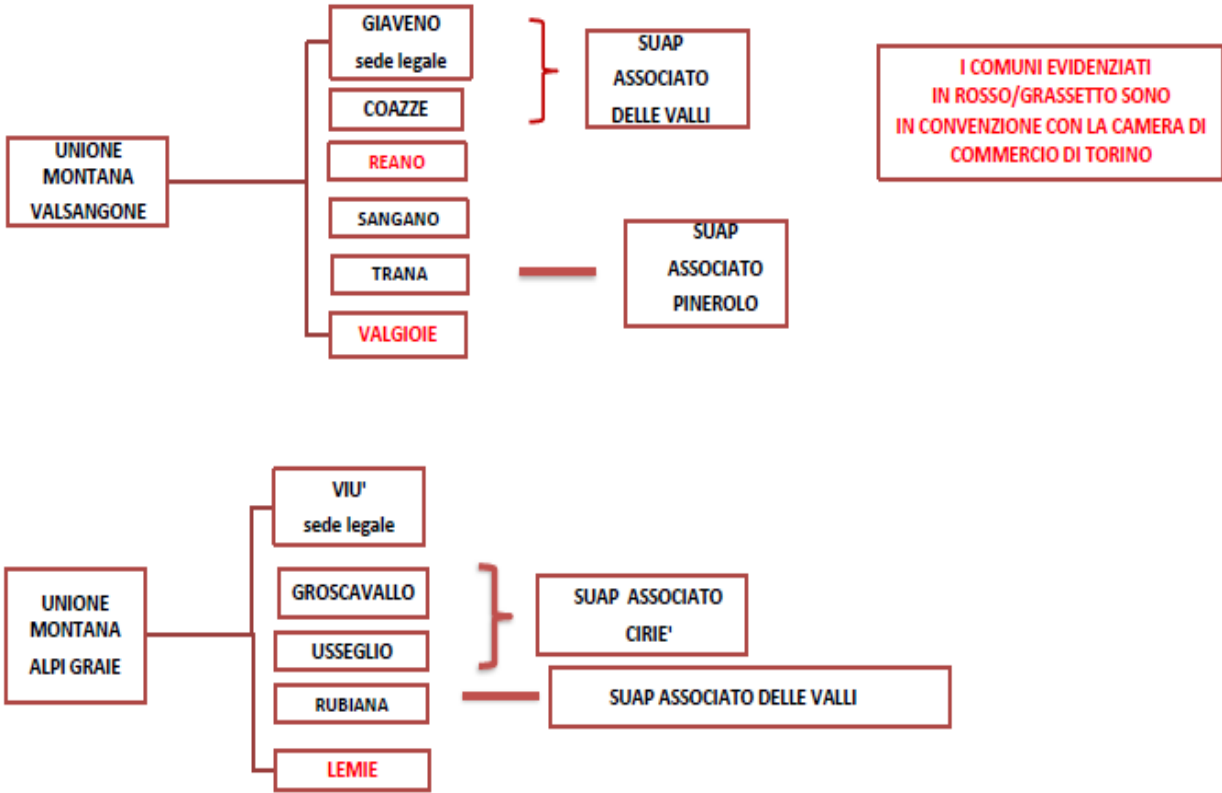 UNIONE
MONTANA
VALSANGONE
GIAVENO
sede legale
COAZZE
REANO
SANGANO
TRANA
VALGIOIE
SUAP
ASSOCIATO
DELLE VALLI
SUAP
ASSOCIATO
PINEROLO
I COMUNI EVIDENZIATI
IN ROSSO/GRASSETTO SONO
IN CONVENZIONE CON LA CAMERA DI
COMMERCIO DI TORINO
UNIONE
MONTANA
ALPI GRAIE
VIU'
sede legale
GROSCAVALLO
USSEGLIO
RUBIANA
LEMIE
SUAP ASSOCIATO
CIRIE'
SUAP ASSOCIATO DELLE VALLI